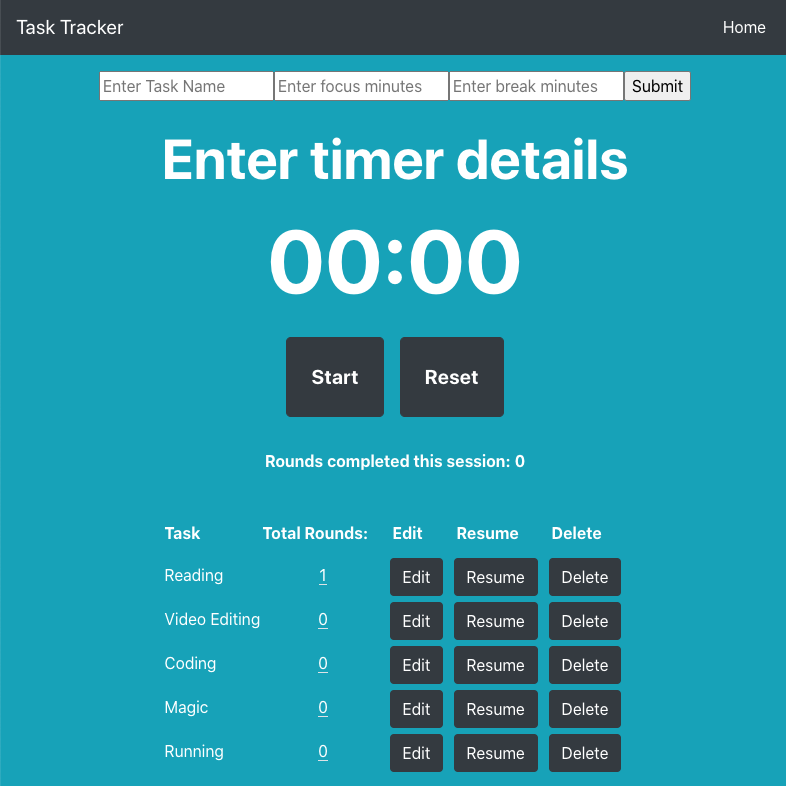 Task Tracker Home
Enter Task Name Enter focus minutes Enter break minutes Submit
Enter timer details
00:00
Start Reset
Rounds completed this session: 0
Task Total Rounds: Edit Resume Delete
Reading 1 Edit Resume Delete
Video Editing 0 Edit Resume Delete
Coding 0 Edit Resume Delete
Magic 0 Edit Resume Delete
Running 0 Edit Resume Delete